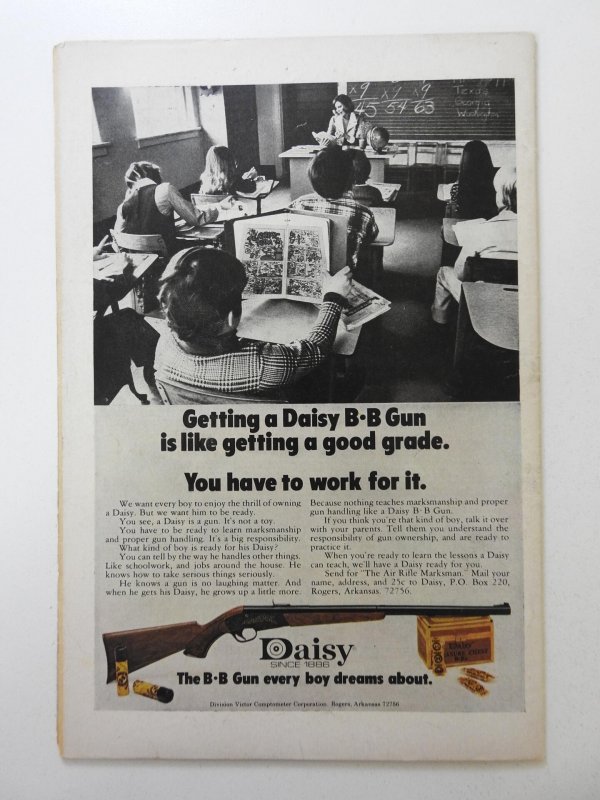 x9 x9 x9
45 54 63
Texas
Georgia
Washington
Getting a Daisy B·B Gun
is like getting a good grade.
You have to work for it.
We want every boy to enjoy the thrill of owning
a Daisy. But we want him to be ready.
You see, a Daisy is a gun. It's not a toy.
You have to be ready to learn marksmanship
and proper gun handling. It's a big responsibility.
What kind of boy is ready for his Daisy?
You can tell by the way he handles other things.
Like schoolwork, and jobs around the house. He
knows how to take serious things seriously.
He knows a gun is no laughing matter. And
when he gets his Daisy, he grows up a little more.
Because nothing teaches marksmanship and proper
gun handling like a Daisy B·B Gun.
If you think you're that kind of boy, talk it over
with your parents. Tell them you understand the
responsibility of gun ownership, and are ready to
practice it.
When you're ready to learn the lessons a Daisy
can teach, we'll have a Daisy ready for you.
Send for "The Air Rifle Marksman." Mail your
name, address, and 25c to Daisy, P.O. Box 220,
Rogers, Arkansas. 72756.
Daisy
SINCE 1886
The B·B Gun every boy dreams about.
Division Victor Comptometer Corporation. Rogers, Arkansas 72756